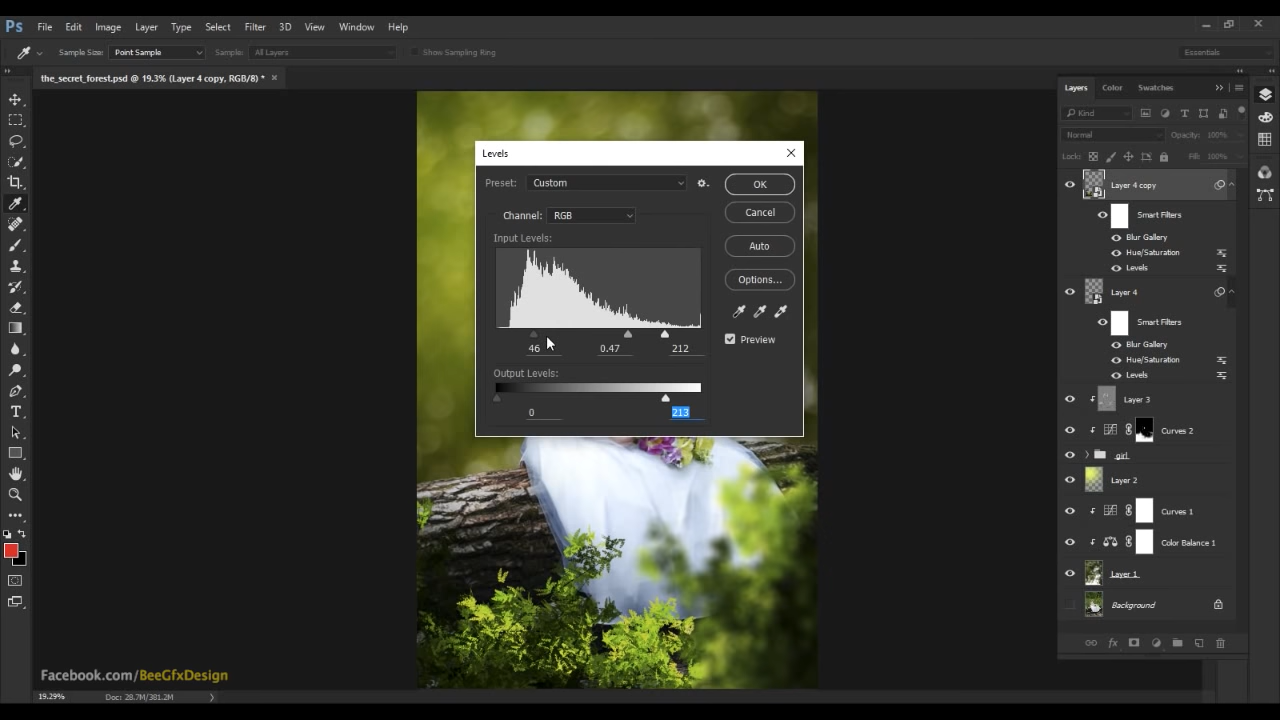 Ps File Edit Image Layer Type Select Filter 3D View Window Help
Sample Size: Point Sample Sample: All Layers Show Sampling Ring Essentials
the_secret_forest.psd @ 19.3% (Layer 4 copy, RGB/8) *
Layers Color Swatches
Kind
Normal Opacity: 100%
Lock: Fill: 100%
Layer 4 copy
Smart Filters
Blur Gallery
Hue/Saturation
Levels
Layer 4
Smart Filters
Blur Gallery
Hue/Saturation
Levels
Layer 3
Curves 2
girl
Layer 2
Curves 1
Color Balance 1
Layer 1
Background
Levels
Preset: Custom
OK
Channel: RGB
Cancel
Input Levels:
Auto
Options...
Preview
46 0.47 212
Output Levels:
0 213
Facebook.com/BeeGfxDesign
19.29% Doc: 28.7M/381.2M